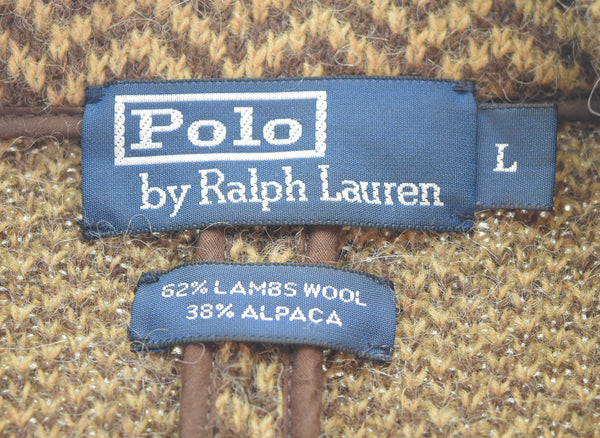 Polo
by Ralph Lauren
L
62% LAMBS WOOL
38% ALPACA